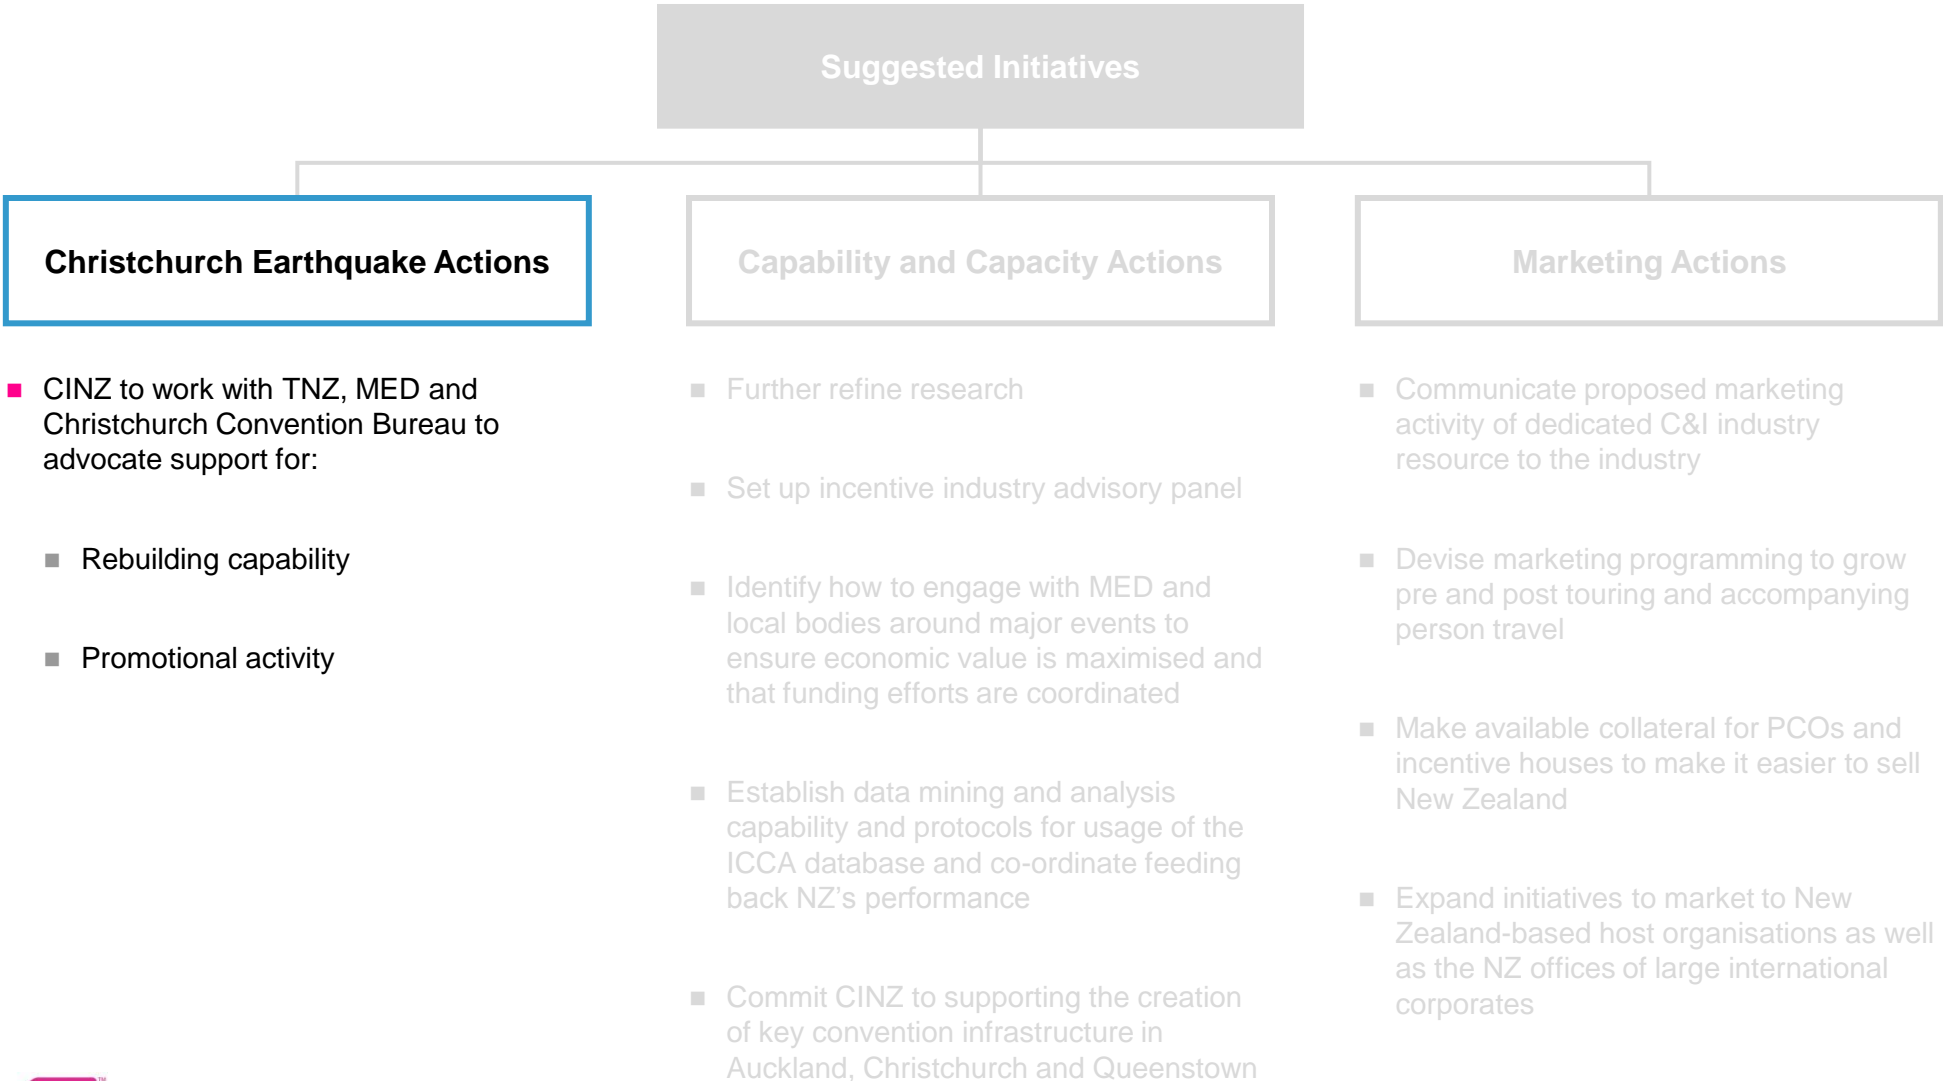 Suggested Initiatives
Christchurch Earthquake Actions
■ CINZ to work with TNZ, MED and
Christchurch Convention Bureau to
advocate support for:
■ Rebuilding capability
■ Promotional activity
Capability and Capacity Actions
■ Further refine research
■ Set up incentive industry advisory panel
■ Identify how to engage with MED and
local bodies around major events to
ensure economic value is maximised and
that funding efforts are coordinated
■ Establish data mining and analysis
capability and protocols for usage of the
ICCA database and co-ordinate feeding
back NZ’s performance
■ Commit CINZ to supporting the creation
of key convention infrastructure in
Auckland, Christchurch and Queenstown
Marketing Actions
■ Communicate proposed marketing
activity of dedicated C&I industry
resource to the industry
■ Devise marketing programming to grow
pre and post touring and accompanying
person travel
■ Make available collateral for PCOs and
incentive houses to make it easier to sell
New Zealand
■ Expand initiatives to market to New
Zealand-based host organisations as well
as the NZ offices of large international
corporates
TM